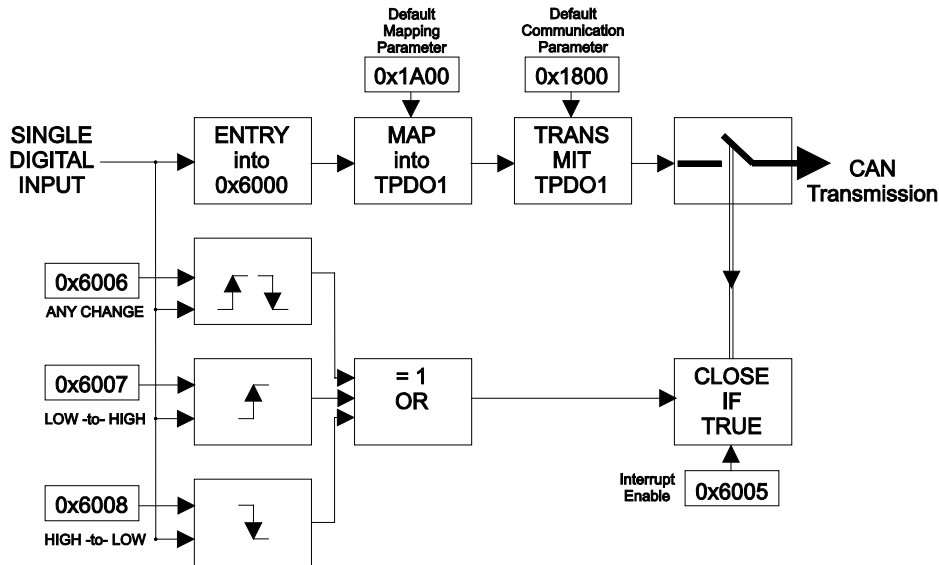 Default
Mapping
Parameter
0x1A00
Default
Communication
Parameter
0x1800
SINGLE
DIGITAL
INPUT
ENTRY
into
0x6000
MAP
into
TPDO1
TRANS
MIT
TPDO1
CAN
Transmission
0x6006
ANY CHANGE
0x6007
LOW -to- HIGH
0x6008
HIGH -to- LOW
= 1
OR
CLOSE
IF
TRUE
Interrupt
Enable
0x6005